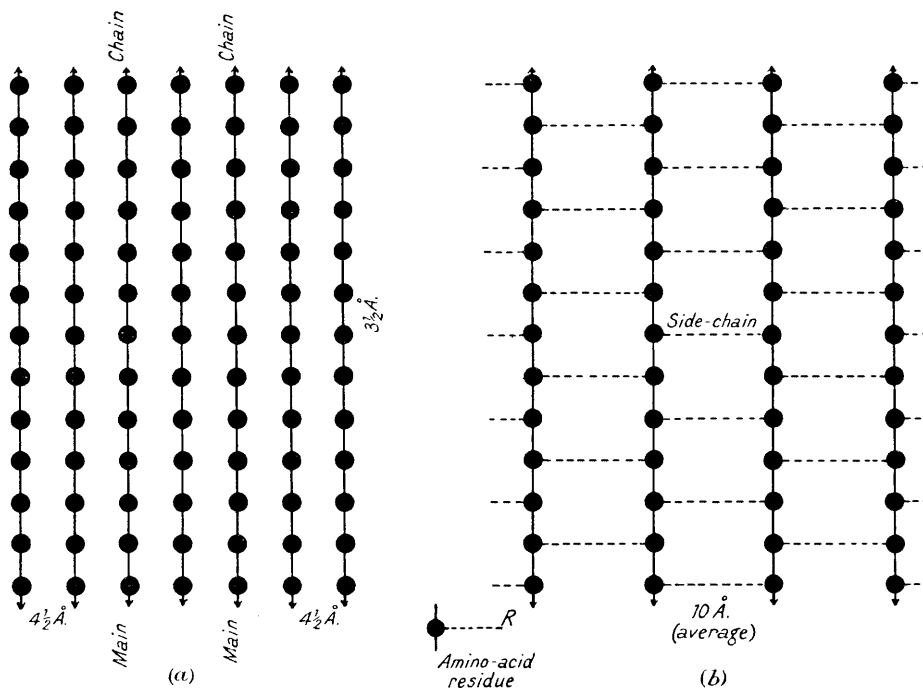 Chain
Chain
3½Å.
4½Å.
4½Å.
Main
Main
(a)
Side-chain
10 Å.
(average)
R
Amino-acid
residue
(b)